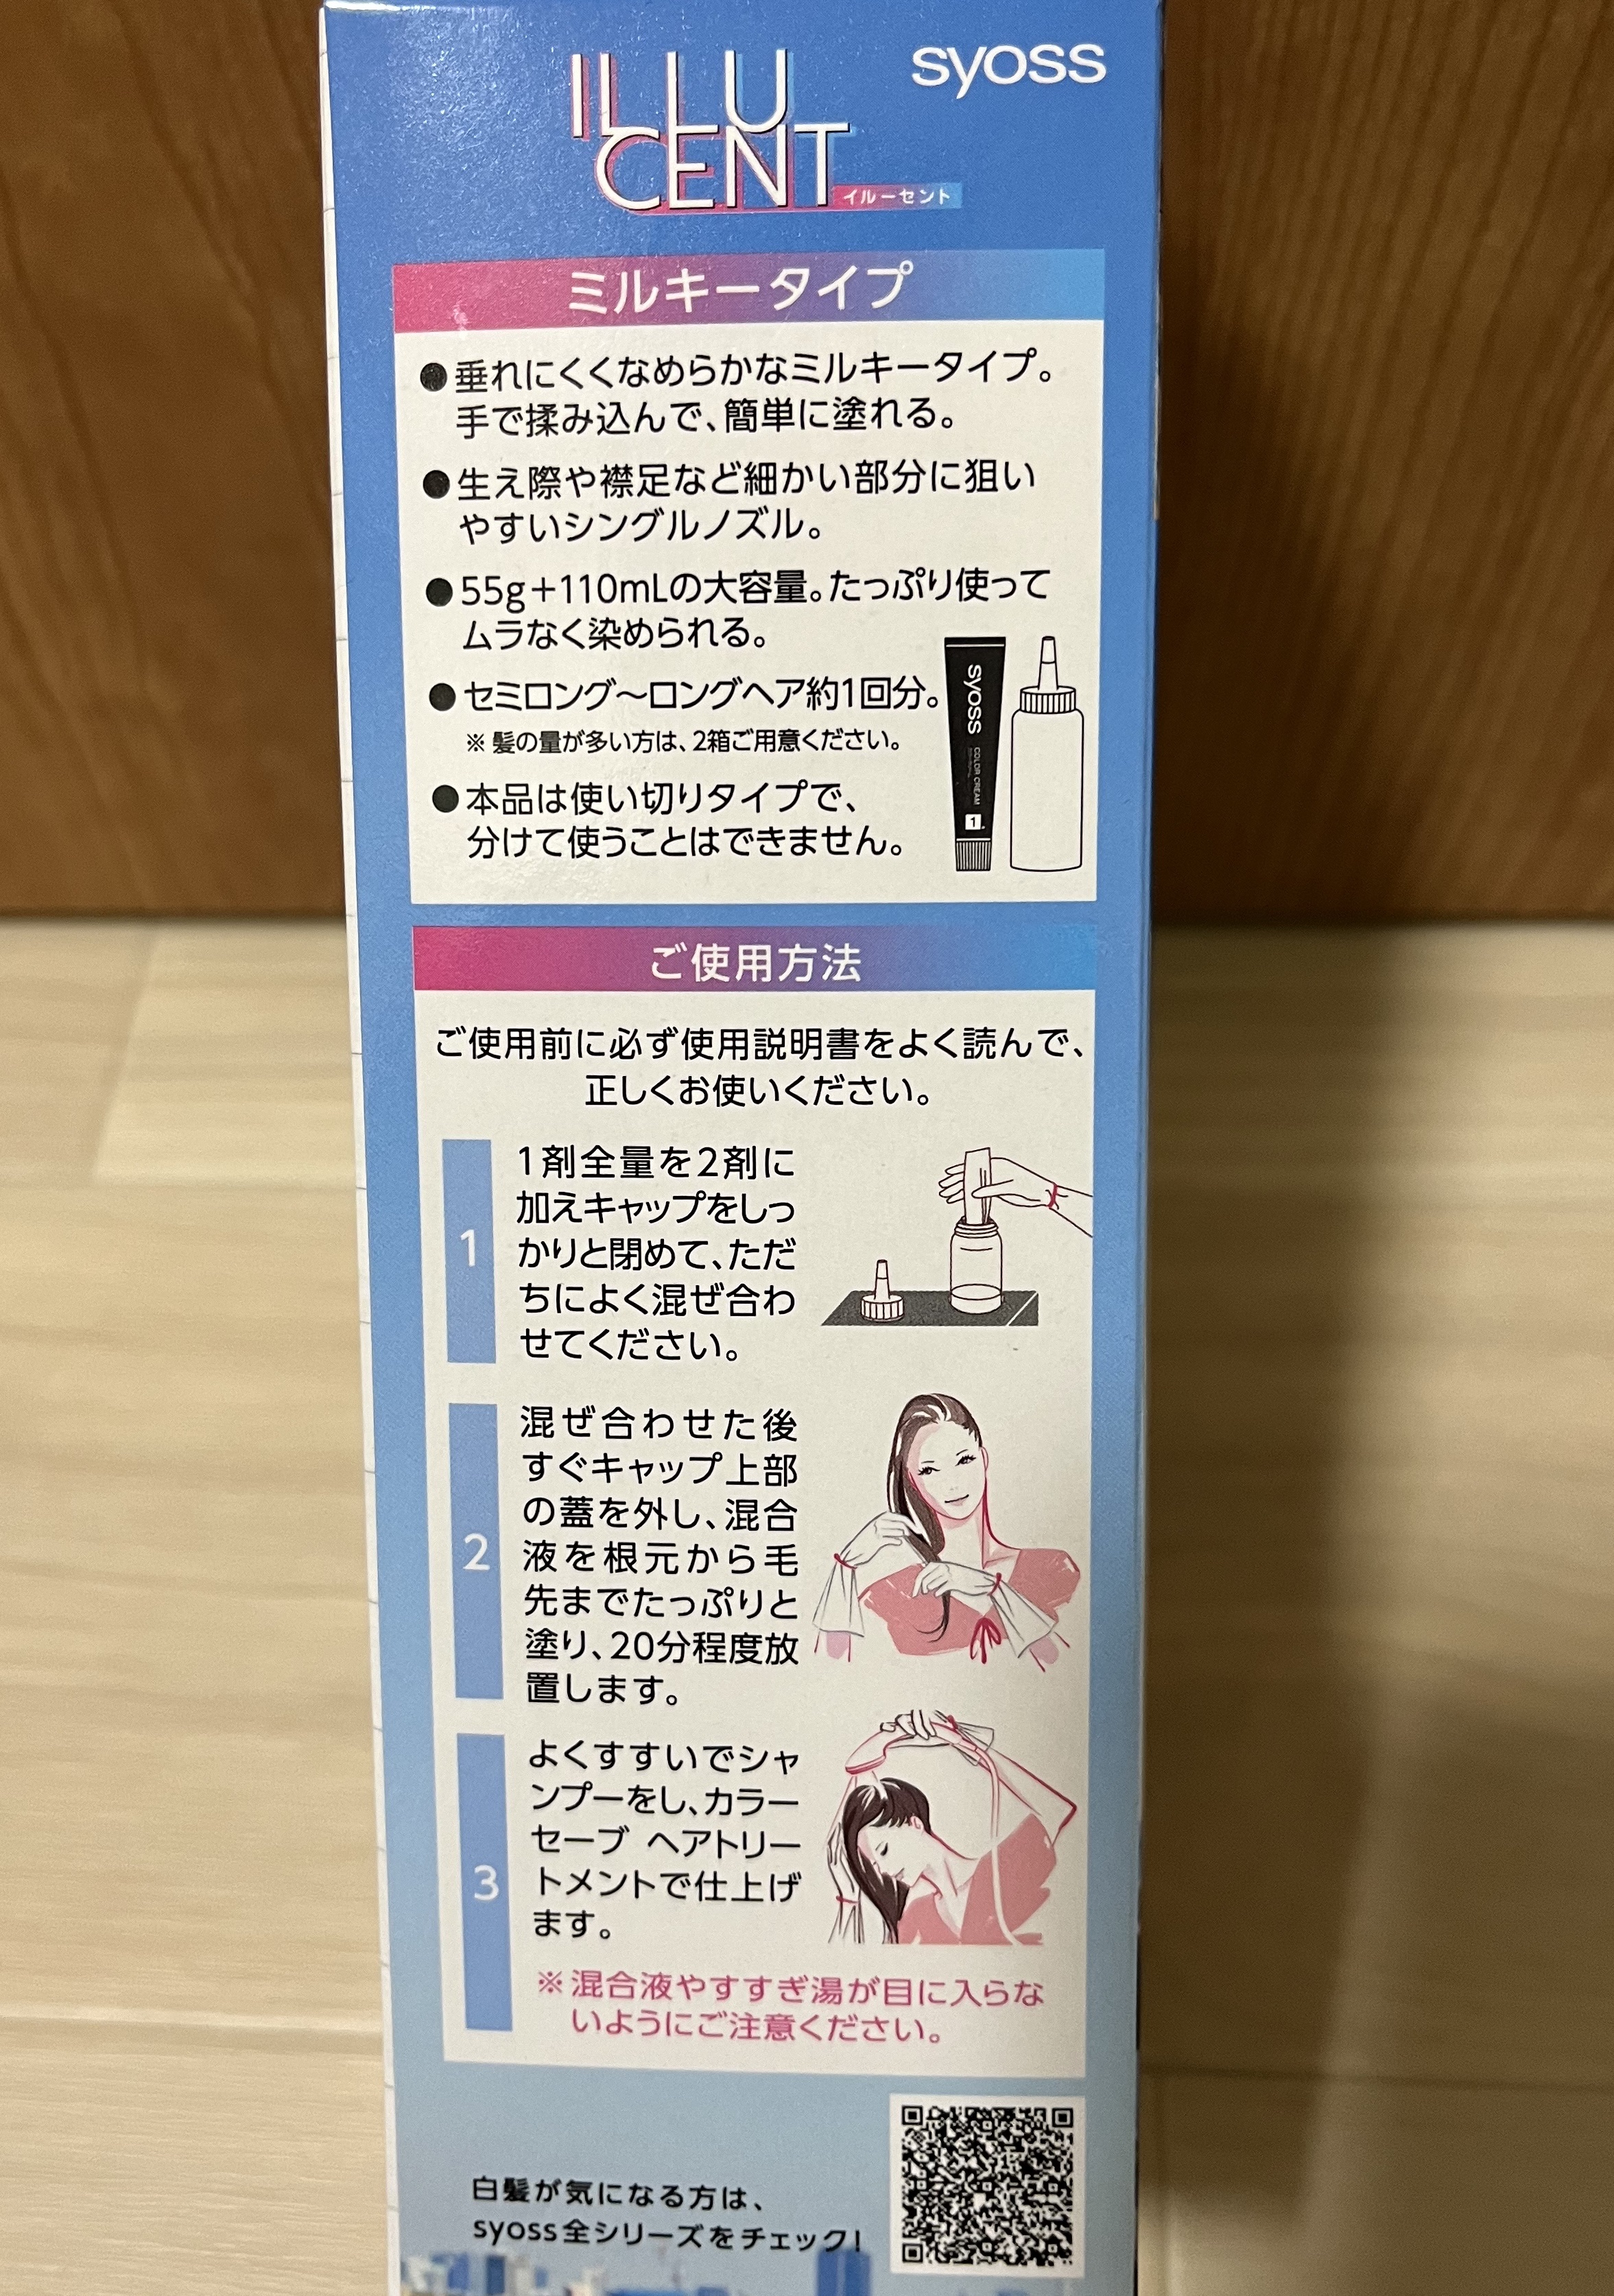 syoss
ILLU
CENT
イルーセント
ミルキータイプ
●垂れにくくなめらかなミルキータイプ。
手で揉み込んで、簡単に塗れる。
●生え際や襟足など細かい部分に狙い
やすいシングルノズル。
●55g+110mLの大容量。たっぷり使って
ムラなく染められる。
●セミロング〜ロングヘア約1回分。
※髪の量が多い方は、2箱ご用意ください。
●本品は使い切りタイプで、
分けて使うことはできません。
syoss
COLOR CREAM
1
ご使用方法
ご使用前に必ず使用説明書をよく読んで、
正しくお使いください。
1
1剤全量を2剤に
加えキャップをしっ
かりと閉めて、ただ
ちによく混ぜ合わ
せてください。
2
混ぜ合わせた後
すぐキャップ上部
の蓋を外し、混合
液を根元から毛
先までたっぷりと
塗り、20分程度放
置します。
3
よくすすいでシャ
ンプーをし、カラー
セーブ ヘアトリー
トメントで仕上げ
ます。
※混合液やすすぎ湯が目に入らな
いようにご注意ください。
白髪が気になる方は、
syoss全シリーズをチェック!